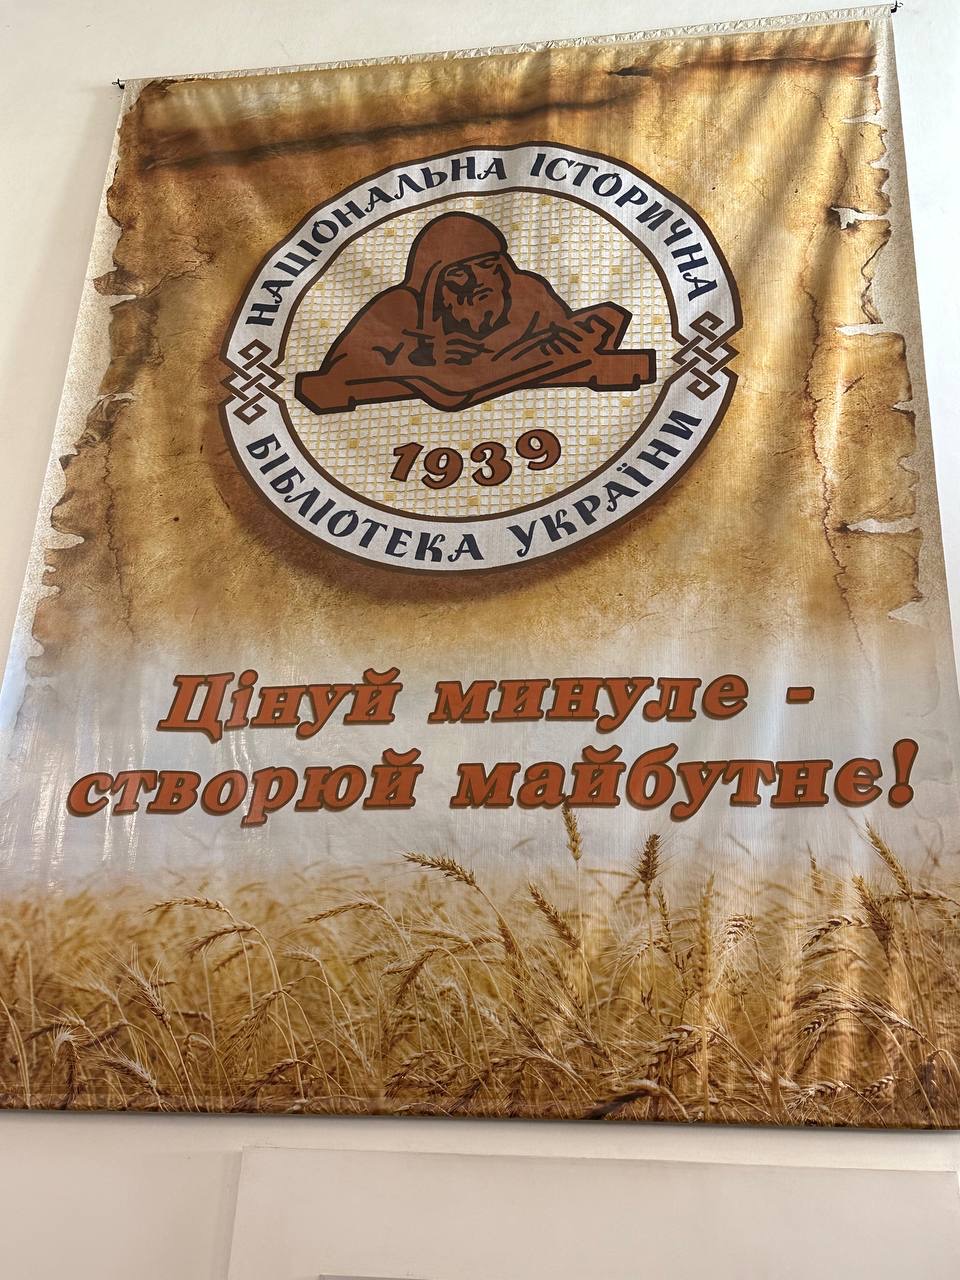 НАЦІОНАЛЬНА ІСТОРИЧНА
БІБЛІОТЕКА УКРАЇНИ
1939
Цінуй минуле -
створюй майбутнє!